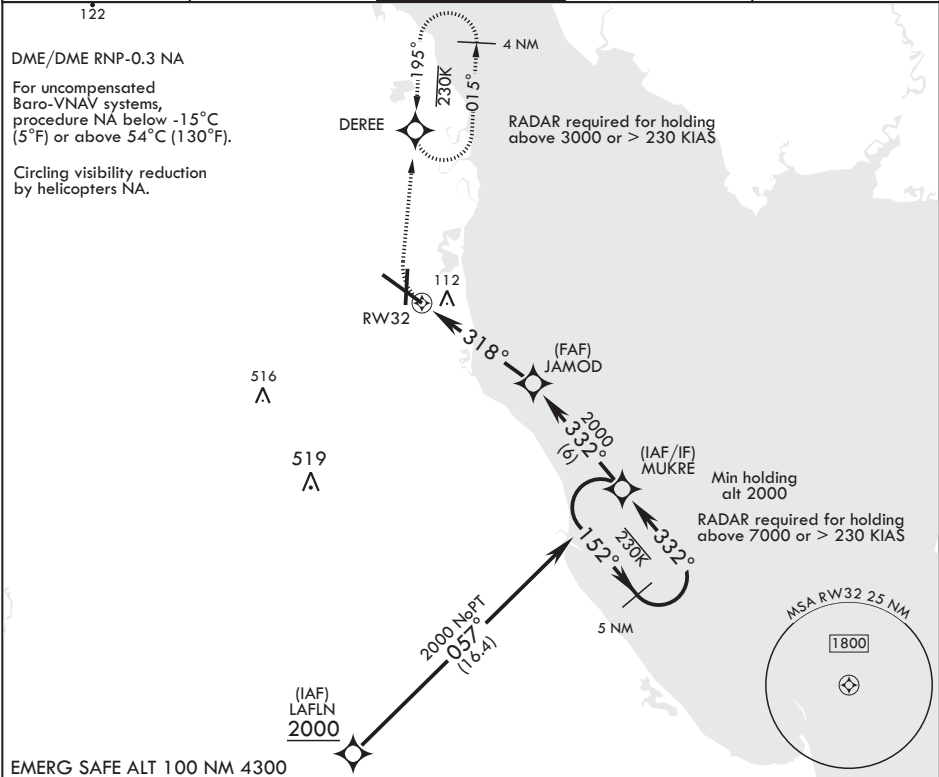 122
DME/DME RNP-0.3 NA
For uncompensated
Baro-VNAV systems,
procedure NA below -15°C
(5°F) or above 54°C (130°F).
Circling visibility reduction
by helicopters NA.
4 NM
195°
230K
015°
DEREE
RADAR required for holding
above 3000 or > 230 KIAS
112
RW32
318°
(FAF)
JAMOD
516
519
2000
332°
(6)
(IAF/IF)
MUKRE
Min holding
alt 2000
RADAR required for holding
above 7000 or > 230 KIAS
152°
230K
332°
5 NM
2000 NoPT
057°
(16.4)
MSA RW32 25 NM
1800
(IAF)
LAFLN
2000
EMERG SAFE ALT 100 NM 4300